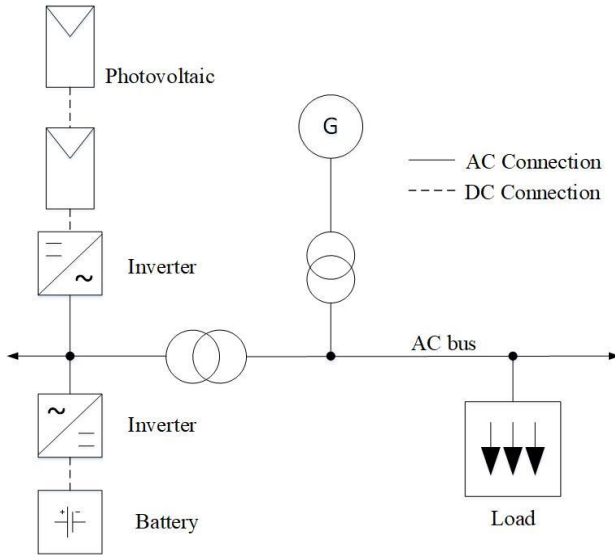 Photovoltaic
G
AC Connection
DC Connection
Inverter
AC bus
Inverter
Battery
Load